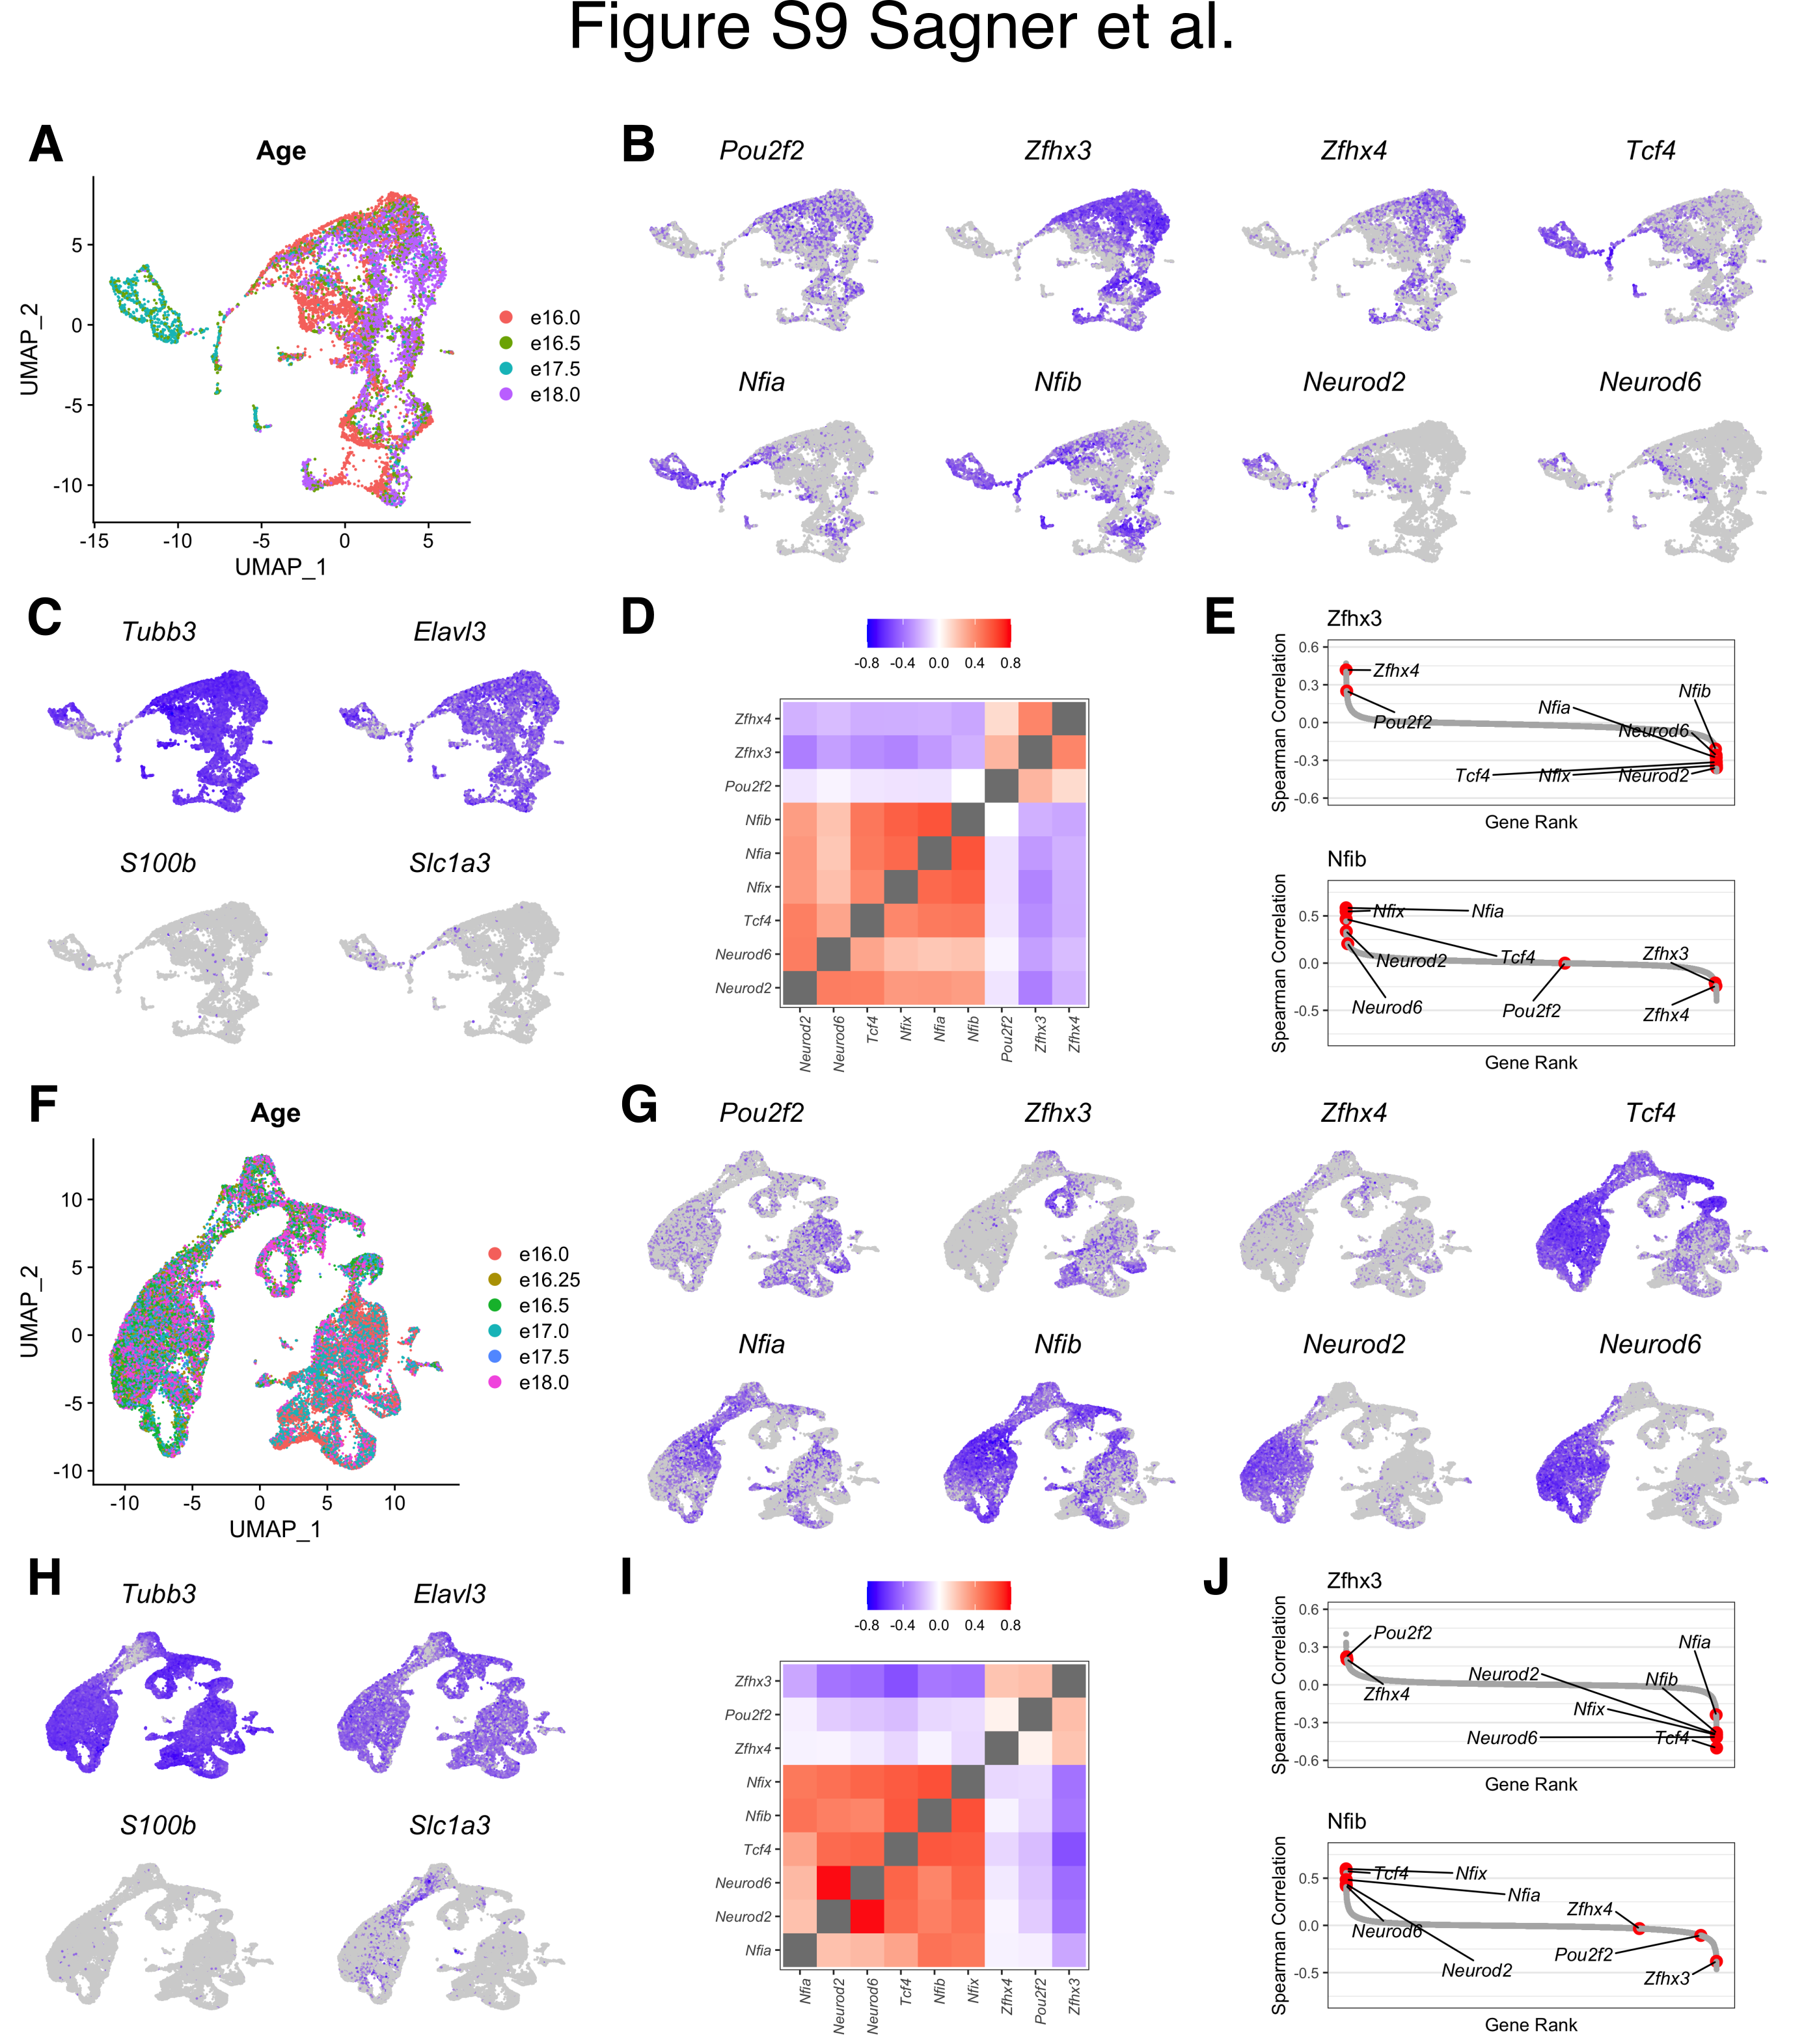 Figure S9 Sagner et al.
A
Age
UMAP_2
5
0
-5
-10
-15
-10
-5
0
5
UMAP_1
e16.0
e16.5
e17.5
e18.0
B
Pou2f2
Zfhx3
Zfhx4
Tcf4
Nfia
Nfib
Neurod2
Neurod6
C
Tubb3
Elavl3
S100b
Slc1a3
D
-0.8 -0.4 0.0 0.4 0.8
Zfhx4
Zfhx3
Pou2f2
Nfib
Nfia
Nfix
Tcf4
Neurod6
Neurod2
Neurod2
Neurod6
Tcf4
Nfix
Nfia
Nfib
Pou2f2
Zfhx3
Zfhx4
E
Zfhx3
Spearman Correlation
0.6
0.3
0.0
-0.3
-0.6
Zfhx4
Pou2f2
Nfia
Nfib
Neurod6
Tcf4
Nfix
Neurod2
Gene Rank
Nfib
Spearman Correlation
0.5
0.0
-0.5
Nfix
Nfia
Neurod2
Tcf4
Zfhx3
Neurod6
Pou2f2
Zfhx4
Gene Rank
F
Age
UMAP_2
10
5
0
-5
-10
-10
-5
0
5
10
UMAP_1
e16.0
e16.25
e16.5
e17.0
e17.5
e18.0
G
Pou2f2
Zfhx3
Zfhx4
Tcf4
Nfia
Nfib
Neurod2
Neurod6
H
Tubb3
Elavl3
S100b
Slc1a3
I
-0.8 -0.4 0.0 0.4 0.8
Zfhx3
Pou2f2
Zfhx4
Nfix
Nfib
Tcf4
Neurod6
Neurod2
Nfia
Nfia
Neurod2
Neurod6
Tcf4
Nfib
Nfix
Zfhx4
Pou2f2
Zfhx3
J
Zfhx3
Spearman Correlation
0.6
0.3
0.0
-0.3
-0.6
Pou2f2
Zfhx4
Nfia
Neurod2
Nfib
Nfix
Neurod6
Tcf4
Gene Rank
Nfib
Spearman Correlation
0.5
0.0
-0.5
Tcf4
Nfix
Nfia
Zfhx4
Neurod6
Pou2f2
Neurod2
Zfhx3
Gene Rank